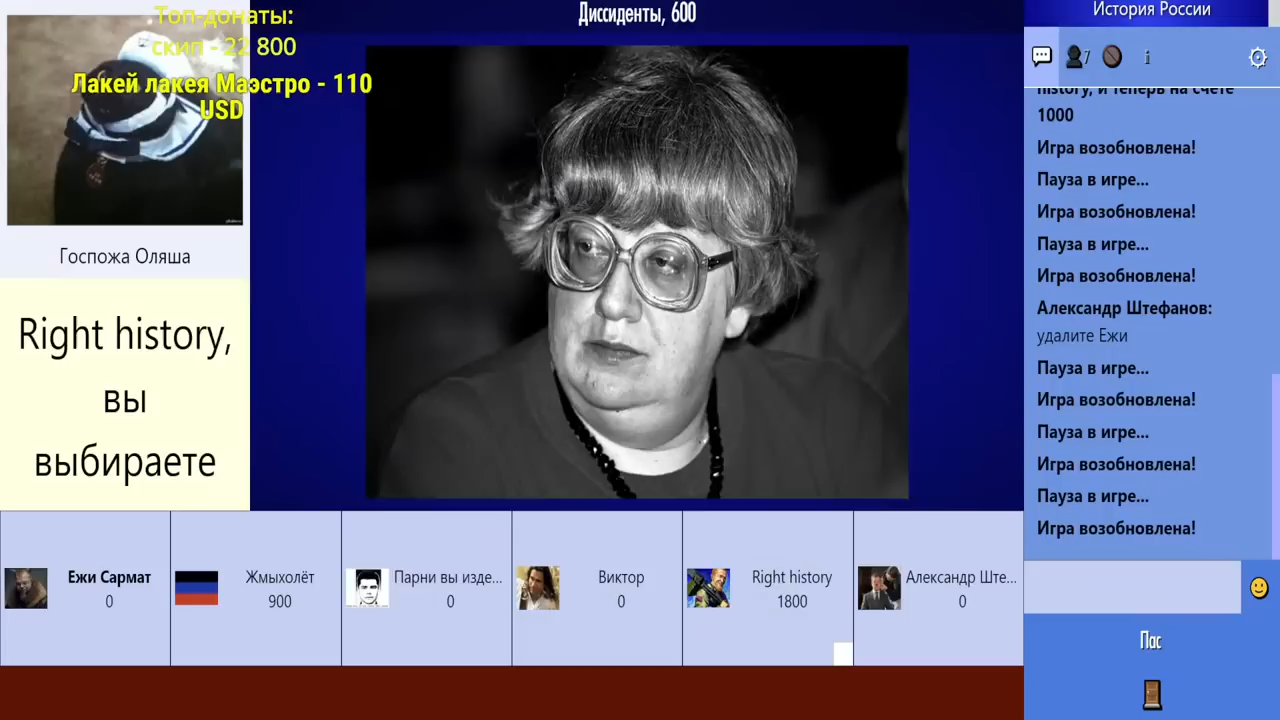 Топ-донаты:
скип - 22 800
Лакей лакея Маэстро - 110
USD
Госпожа Оляша
Right history,
вы
выбираете
Диссиденты, 600
История России
7
i
history, и теперь на счёте
1000
Игра возобновлена!
Пауза в игре...
Игра возобновлена!
Пауза в игре...
Игра возобновлена!
Александр Штефанов:
удалите Ежи
Пауза в игре...
Игра возобновлена!
Пауза в игре...
Игра возобновлена!
Пауза в игре...
Игра возобновлена!
Пас
Ежи Сармат
0
Жмыхолёт
900
Парни вы изде...
0
Виктор
0
Right history
1800
Александр Ште...
0